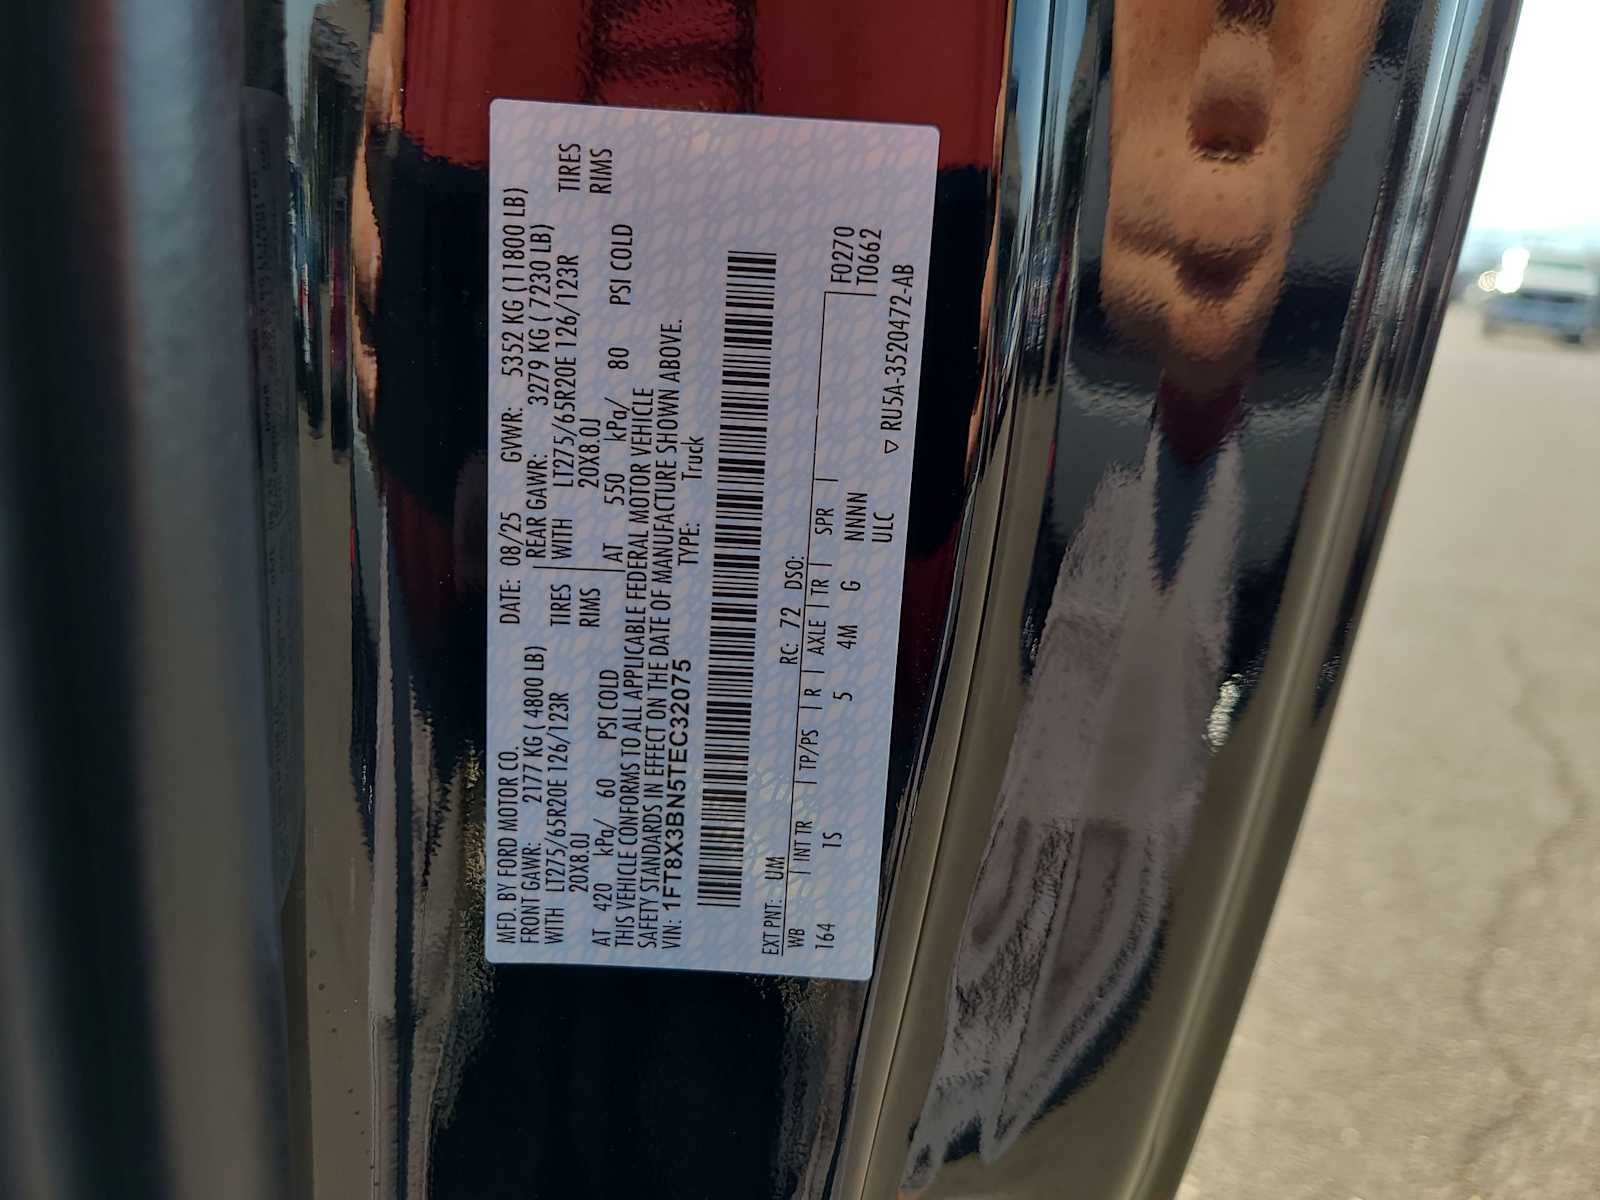 MFD. BY FORD MOTOR CO. DATE: 08/25 GVWR: 5352 KG (11800 LB)
FRONT GAWR: 2177 KG ( 4800 LB) REAR GAWR: 3279 KG ( 7230 LB)
WITH LT275/65R20E 126/123R TIRES WITH LT275/65R20E 126/123R TIRES
20X8.0J RIMS 20X8.0J RIMS
AT 420 kPa/ 60 PSI COLD AT 550 kPa/ 80 PSI COLD
THIS VEHICLE CONFORMS TO ALL APPLICABLE FEDERAL MOTOR VEHICLE
SAFETY STANDARDS IN EFFECT ON THE DATE OF MANUFACTURE SHOWN ABOVE.
VIN: 1FT8X3BN5TEC32075 TYPE: Truck
EXT PNT: UM RC: 72 DSO:
WB INT TR TP/PS R AXLE TR SPR F0270
164 1S 5 4M G NNNN T0662
ULC ▽ RU5A-3520472-AB